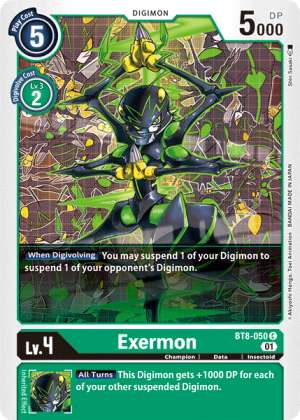 Play Cost
5
DIGIMON
5000
DP
Digivolve Cost
Lv.3
2
Shin Sasaki
© Akiyoshi Hongo, Toei Animation BANDAI MADE IN JAPAN
When Digivolving You may suspend 1 of your Digimon to
suspend 1 of your opponent's Digimon.
BT8-050 C
Lv.4
Exermon
01
Champion | Data | Insectoid
Inherited Effect
All Turns This Digimon gets +1000 DP for each
of your other suspended Digimon.